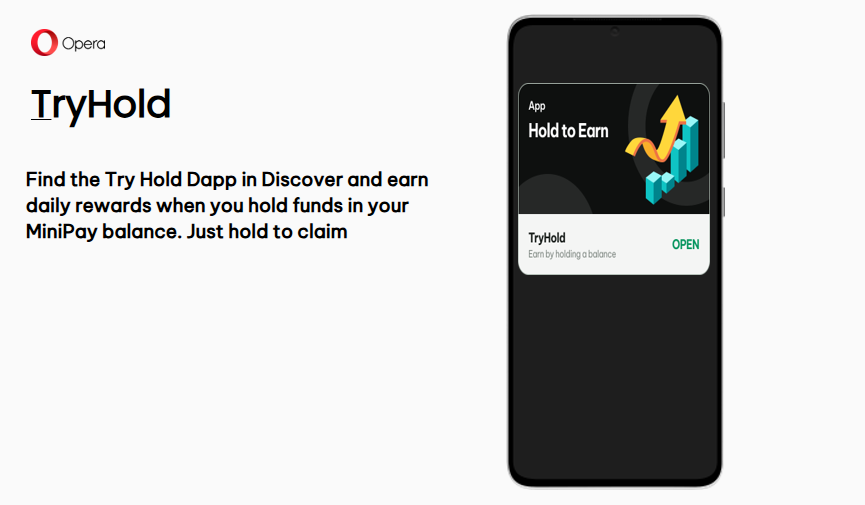 Opera
TryHold
Find the Try Hold Dapp in Discover and earn
daily rewards when you hold funds in your
MiniPay balance. Just hold to claim
App
Hold to Earn
TryHold
Earn by holding a balance
OPEN